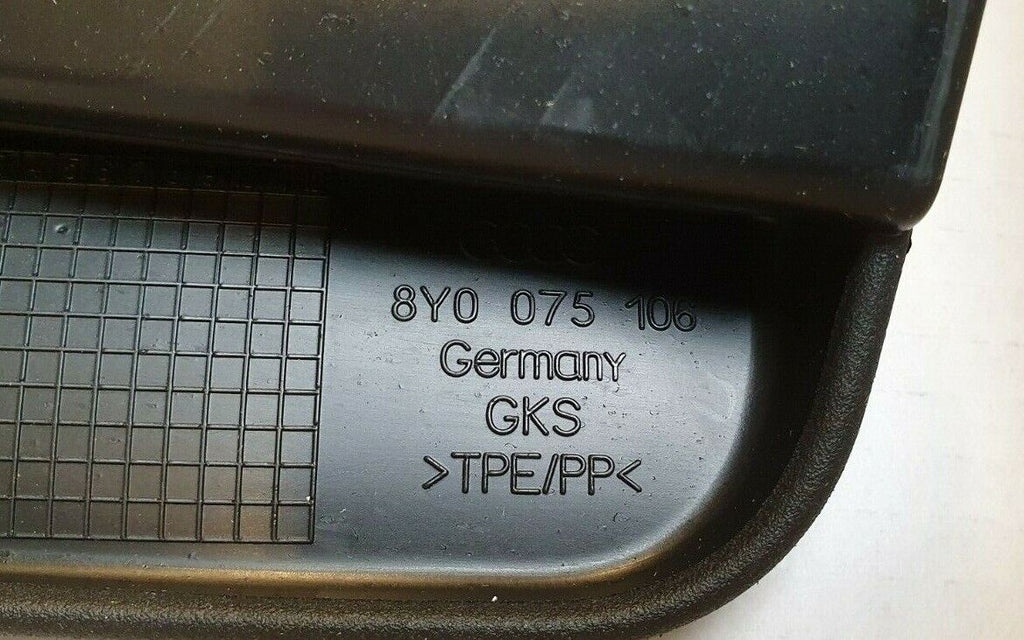 8Y0 075 106
Germany
GKS
>TPE/PP<